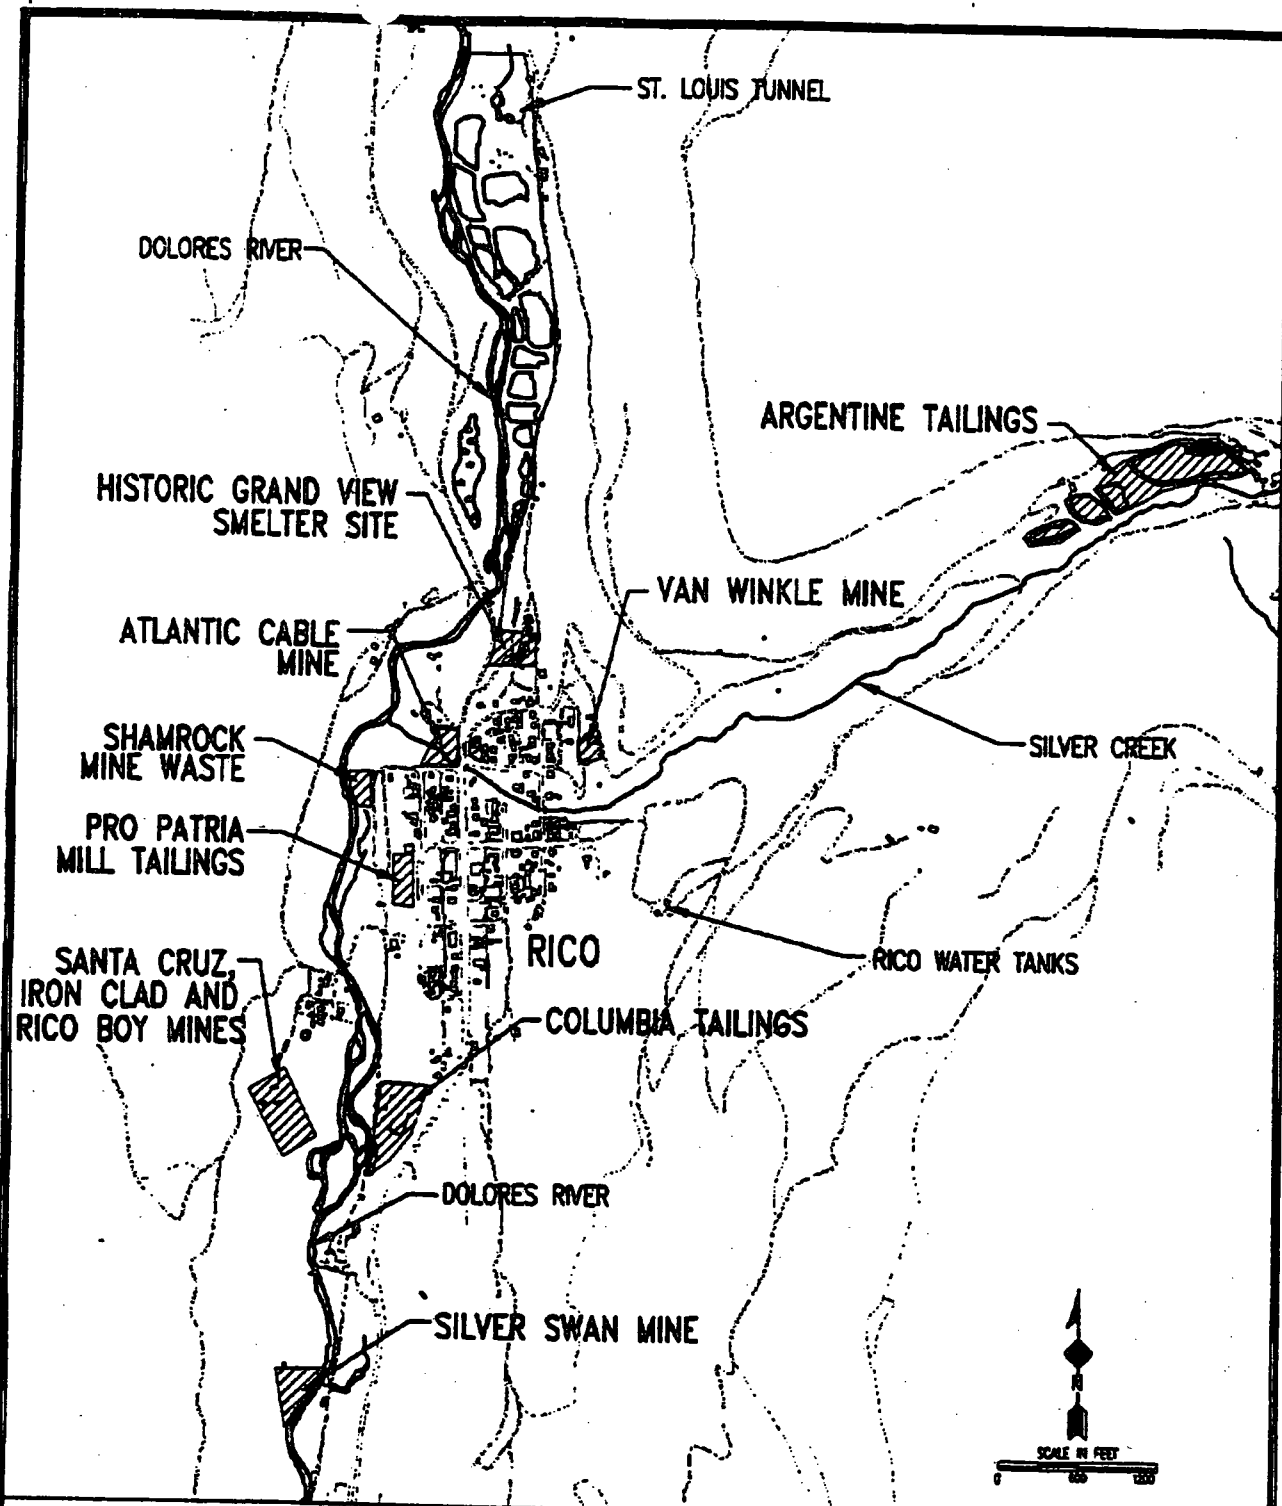 ST. LOUIS TUNNEL
DOLORES RIVER
ARGENTINE TAILINGS
HISTORIC GRAND VIEW
SMELTER SITE
VAN WINKLE MINE
ATLANTIC CABLE
MINE
SHAMROCK
MINE WASTE
SILVER CREEK
PRO PATRIA
MILL TAILINGS
RICO
SANTA CRUZ,
IRON CLAD AND
RICO BOY MINES
RICO WATER TANKS
COLUMBIA TAILINGS
DOLORES RIVER
SILVER SWAN MINE
N
SCALE IN FEET
0